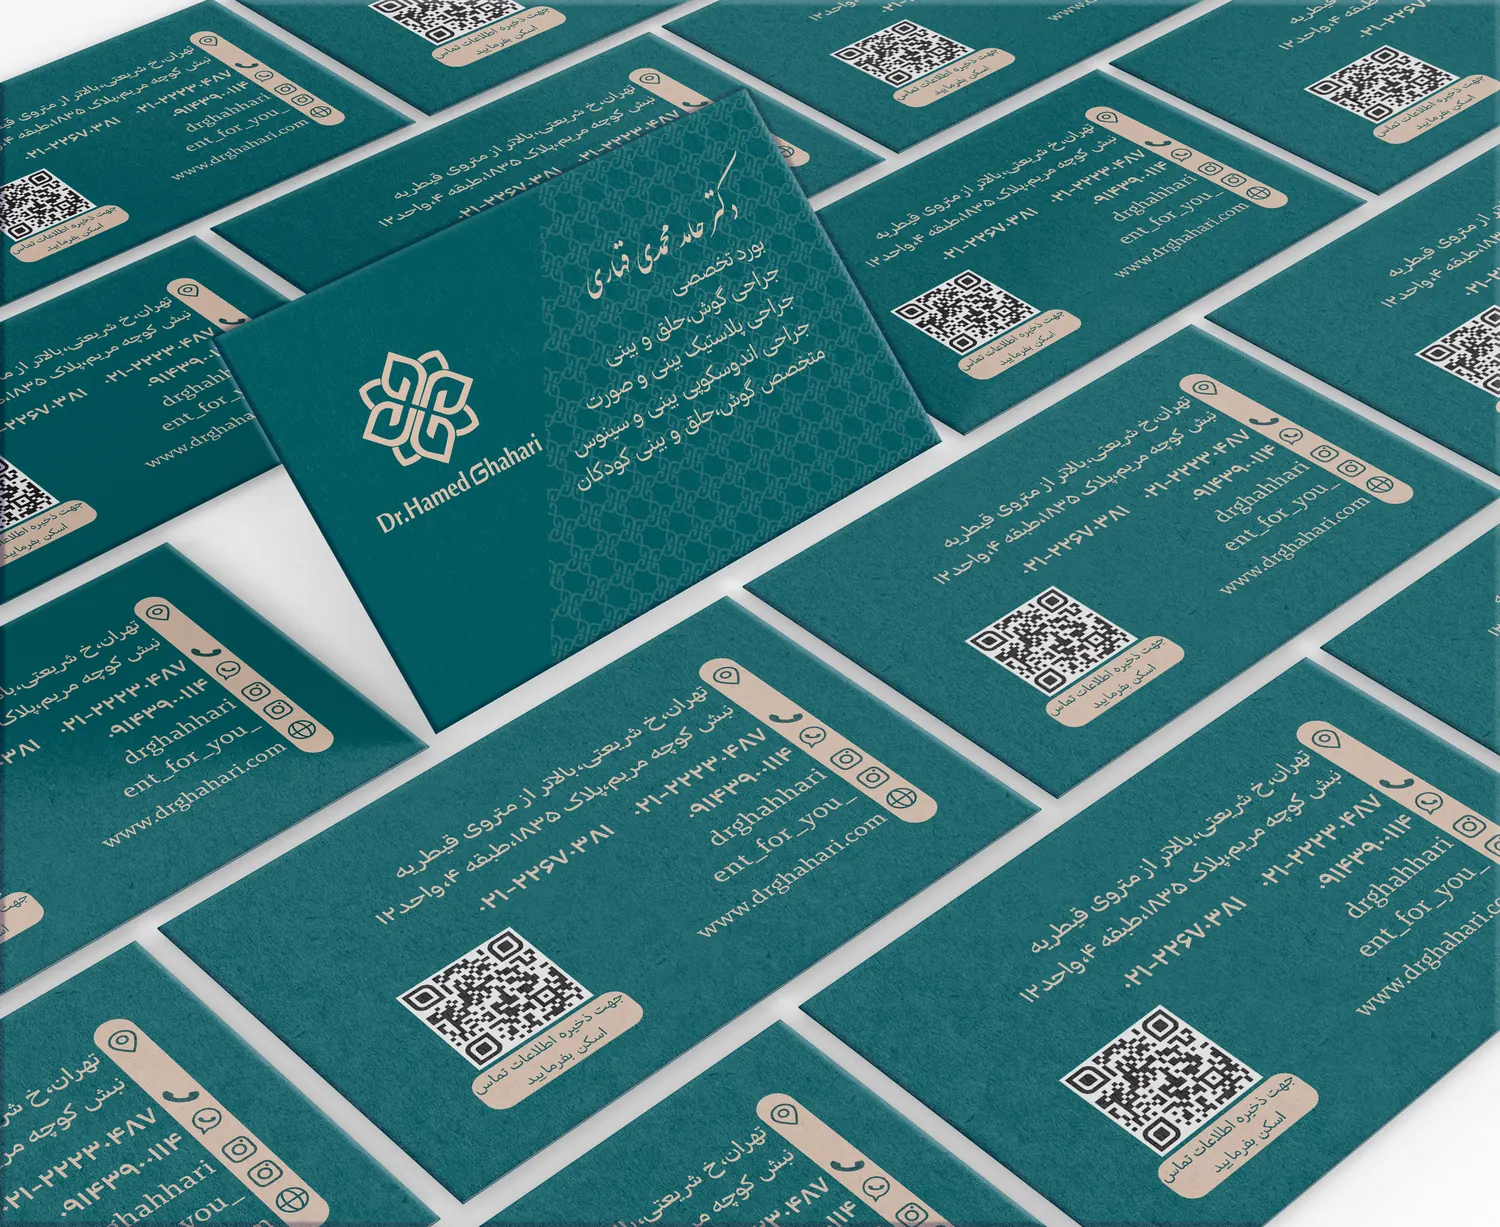 دکتر حامد محمدی قهاری
بورد تخصصی
جراحی گوش،حلق و بینی
جراحی پلاستیک بینی و صورت
جراحی اندوسکوپی بینی و سینوس
متخصص گوش،حلق و بینی کودکان
Dr.Hamed Ghahari
تهران،خ شریعتی،بالاتر از متروی قیطریه
نبش کوچه مریم،پلاک ۱۸۳۵،طبقه ۴،واحد۱۲
۰۲۱-۲۲۲۳۰۴۸۷ ۰۲۱-۲۲۶۷۰۳۸۱
۰۹۱۴۳۹۰۰۱۱۴
drghahhari
ent_for_you_
www.drghahari.com
جهت ذخیره اطلاعات تماس
اسکن بفرمایید